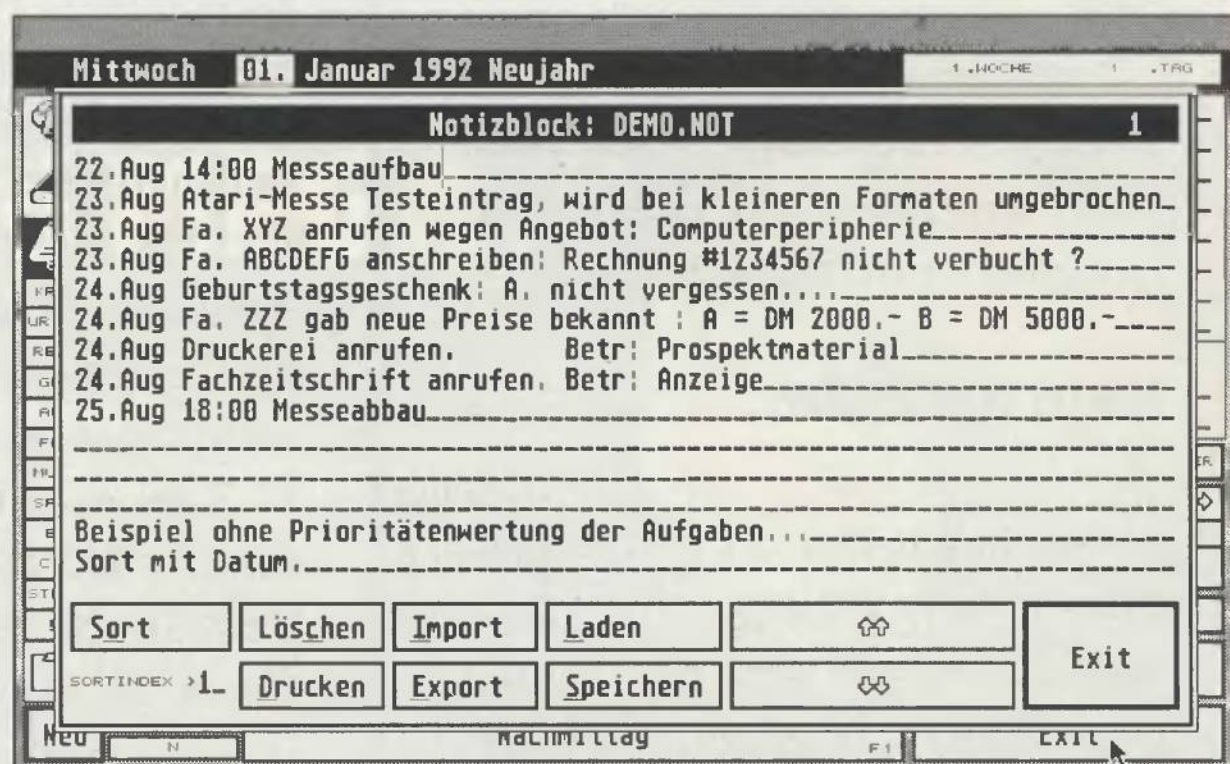 Mittwoch 01. Januar 1992 Neujahr
1 .WOCHE 1 .TAG
Notizblock: DEMO.NOT 1
22.Aug 14:00 Messeaufbau
23.Aug Atari-Messe Testeintrag, wird bei kleineren Formaten umgebrochen
23.Aug Fa. XYZ anrufen wegen Angebot: Computerperipherie
23.Aug Fa. ABCDEFG anschreiben: Rechnung #1234567 nicht verbucht ?
24.Aug Geburtstagsgeschenk: A. nicht vergessen....
24.Aug Fa. ZZZ gab neue Preise bekannt : A = DM 2000.- B = DM 5000.-
24.Aug Druckerei anrufen. Betr: Prospektmaterial
24.Aug Fachzeitschrift anrufen. Betr: Anzeige
25.Aug 18:00 Messeabbau
Beispiel ohne Prioritätenwertung der Aufgaben...
Sort mit Datum.
Sort Löschen Import Laden
Exit
SORTINDEX >1_ Drucken Export Speichern
Neu N Nachmittag F1 Exit